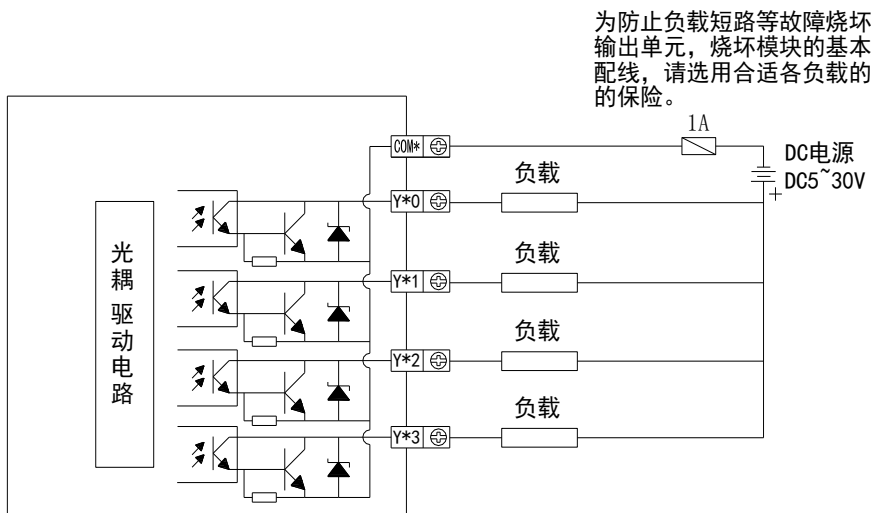 为防止负载短路等故障烧坏
输出单元，烧坏模块的基本
配线，请选用合适各负载的
的保险。
1A
COM*
DC电源
DC5~30V
+
负载
Y*0
负载
Y*1
负载
Y*2
负载
Y*3
光耦驱动电路